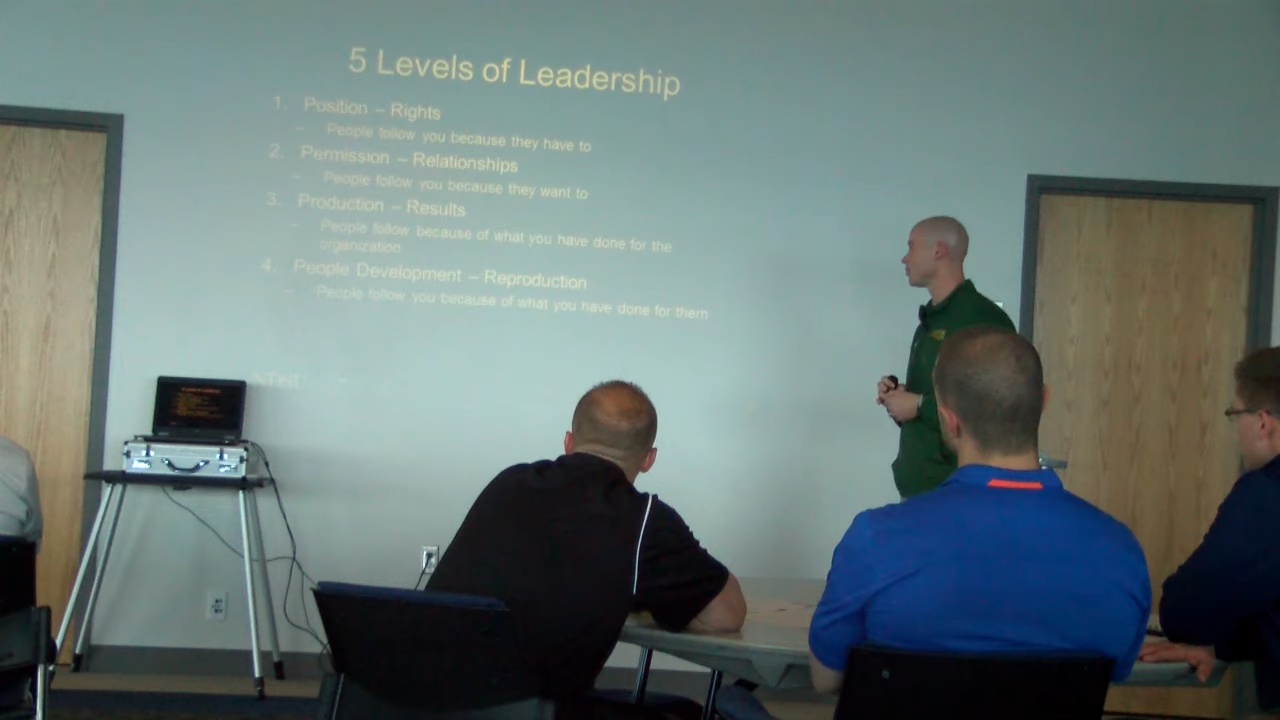 5 Levels of Leadership
1. Position – Rights
– People follow you because they have to
2. Permission – Relationships
– People follow you because they want to
3. Production – Results
– People follow because of what you have done for the
organization
4. People Development – Reproduction
– People follow you because of what you have done for them